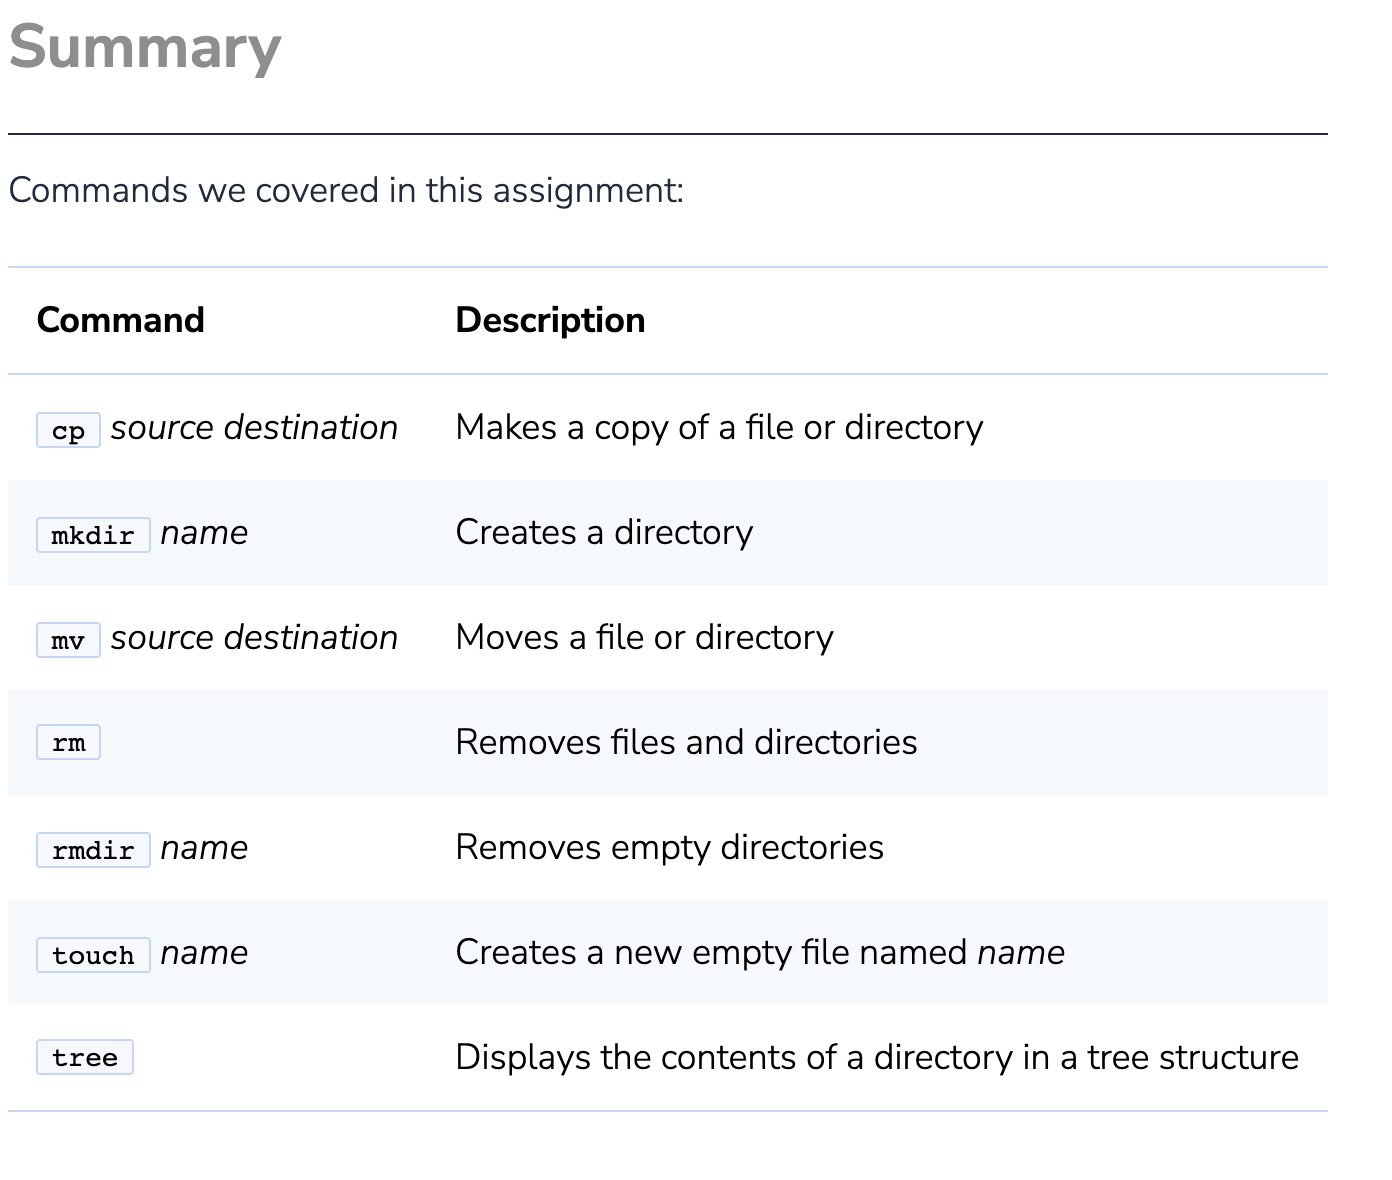 Summary
Commands we covered in this assignment:
Command Description
cp source destination Makes a copy of a file or directory
mkdir name Creates a directory
mv source destination Moves a file or directory
rm Removes files and directories
rmdir name Removes empty directories
touch name Creates a new empty file named name
tree Displays the contents of a directory in a tree structure